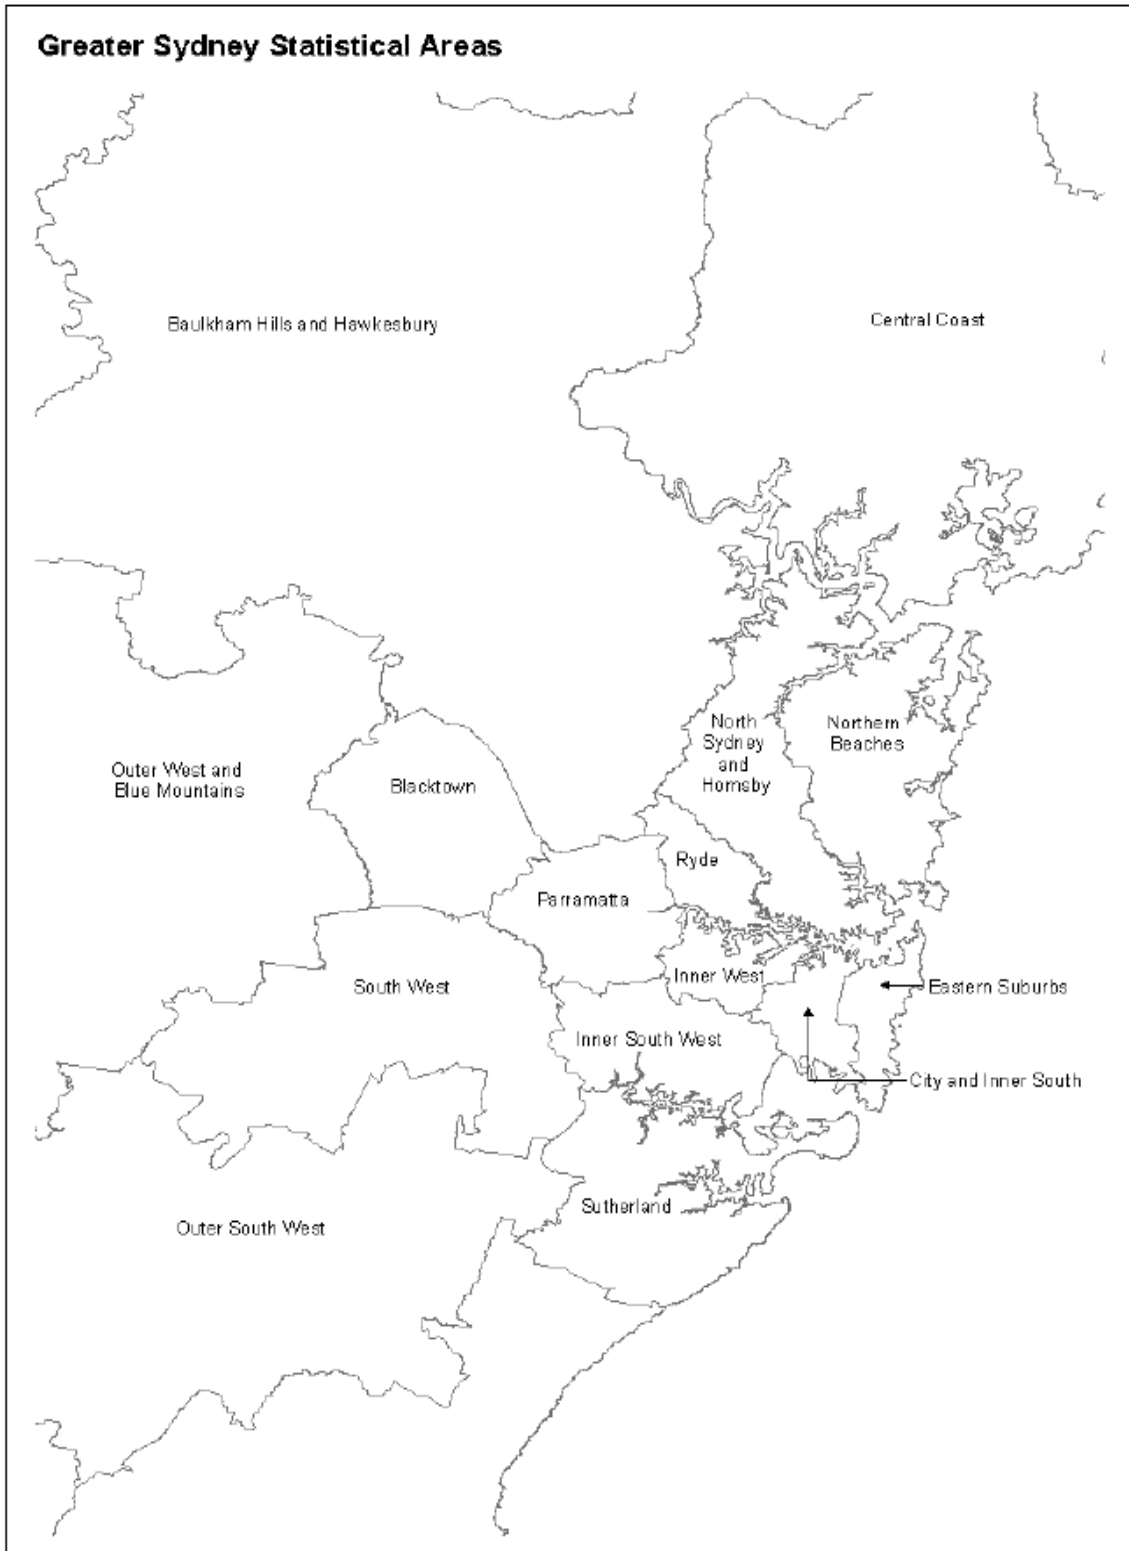 Greater Sydney Statistical Areas
Baulkham Hills and Hawkesbury
Central Coast
North
Sydney
and
Hornsby
Northern
Beaches
Outer West and
Blue Mountains
Blacktown
Ryde
Parramatta
Inner West
South West
Eastern Suburbs
Inner South West
City and Inner South
Sutherland
Outer South West